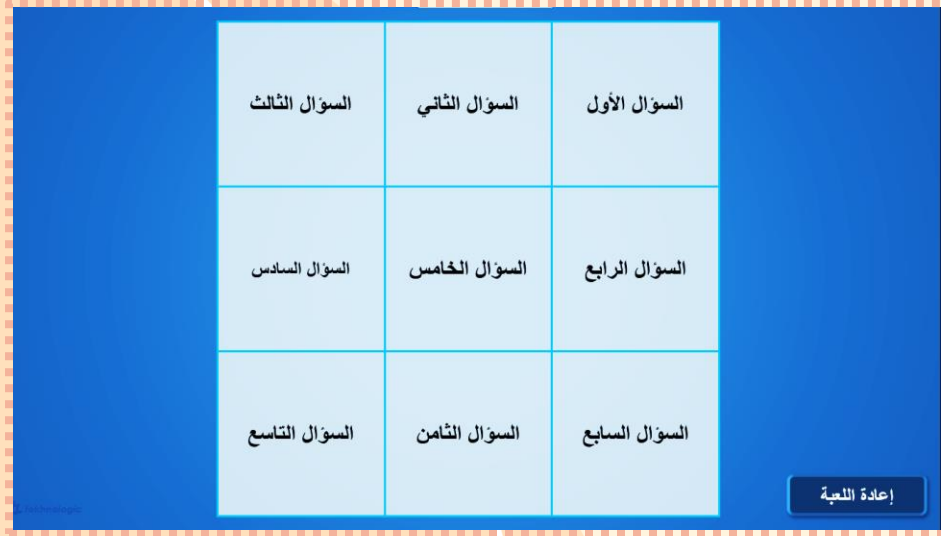 السؤال الأول
السؤال الثاني
السؤال الثالث
السؤال الرابع
السؤال الخامس
السؤال السادس
السؤال السابع
السؤال الثامن
السؤال التاسع
إعادة اللعبة